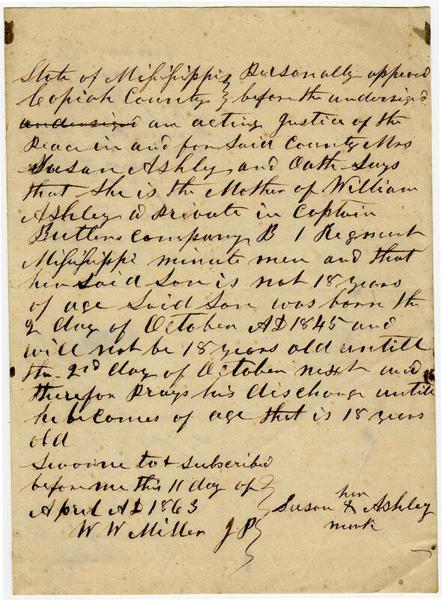 State of Mississippi } Personally appeared
Copiah County } before the undersigned
undersigned an acting Justice of the
Peace in and for Said County Mrs
Susan Ashley and Oath Says
that She is the Mother of William
Ashley a Private in Captain
Butlers Company B 1 Regment
Mississippi minute men and that
her Said Son is not 18 years
of age Said Son was born the
2 day of October AD 1845 and
will not be 18 years old untill
the 2nd day of October next and
therefor Prays his discharge untill
he becomes of age that is 18 years
old
Swoirne to & Subscribed
before me this 11 day of
April AD 1863
W W Miller J P
her
Susan X Ashley
mark